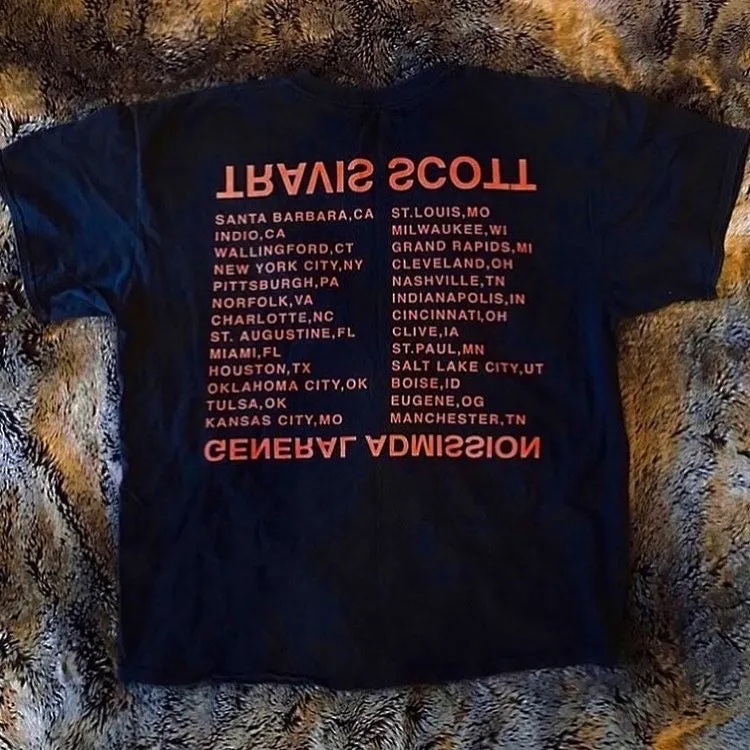 TRAVIS SCOTT
SANTA BARBARA,CA
INDIO,CA
WALLINGFORD,CT
NEW YORK CITY,NY
PITTSBURGH,PA
NORFOLK,VA
CHARLOTTE,NC
ST. AUGUSTINE,FL
MIAMI,FL
HOUSTON,TX
OKLAHOMA CITY,OK
TULSA,OK
KANSAS CITY,MO
ST.LOUIS,MO
MILWAUKEE,WI
GRAND RAPIDS,MI
CLEVELAND,OH
NASHVILLE,TN
INDIANAPOLIS,IN
CINCINNATI,OH
CLIVE,IA
ST.PAUL,MN
SALT LAKE CITY,UT
BOISE,ID
EUGENE,OG
MANCHESTER,TN
GENERAL ADMISSION